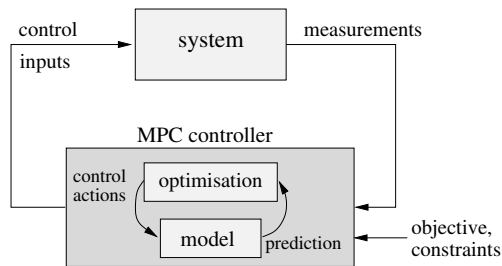 control
inputs
system
measurements
MPC controller
control
actions
optimisation
model
prediction
objective,
constraints